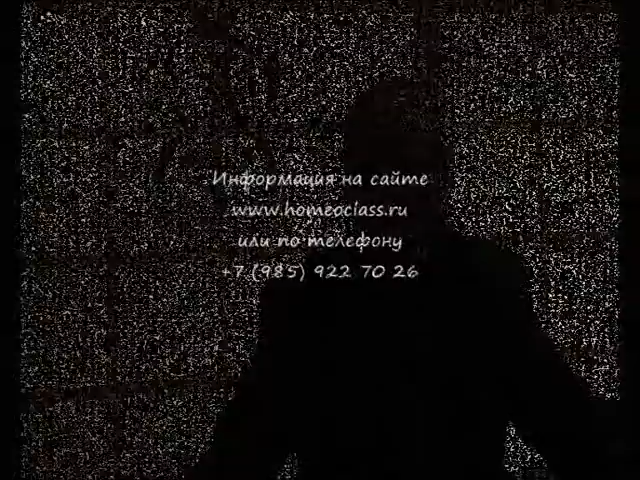 Информация на сайте
www.homeoclass.ru
или по телефону
+7 (985) 922 70 26